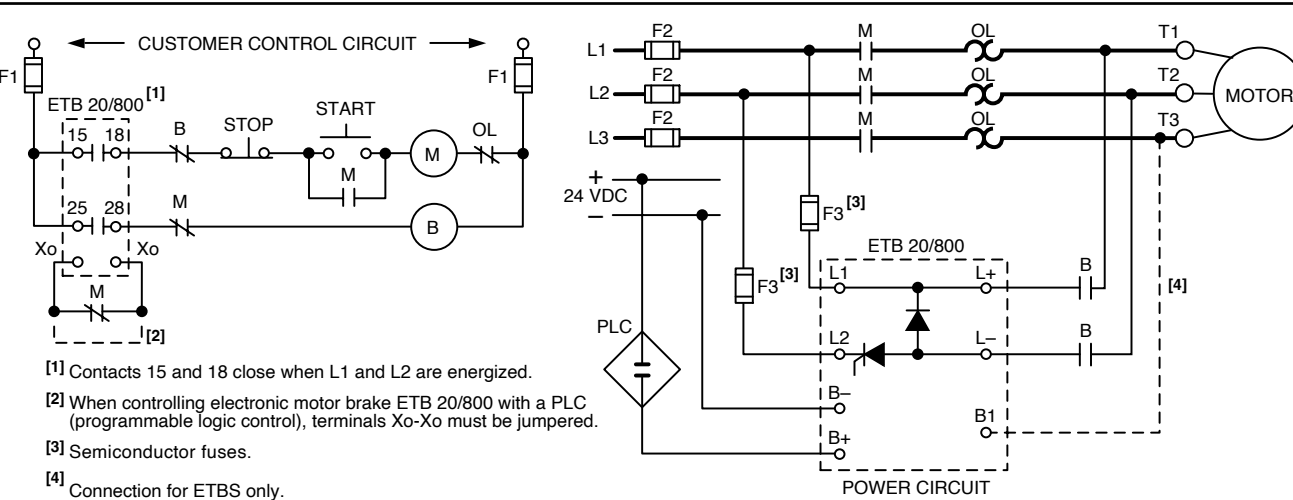 CUSTOMER CONTROL CIRCUIT
F1
F1
ETB 20/800 [1]
15 18
B
STOP
START
M
OL
M
25 28
M
B
Xo
Xo
M
[2]
[1] Contacts 15 and 18 close when L1 and L2 are energized.
[2] When controlling electronic motor brake ETB 20/800 with a PLC
(programmable logic control), terminals Xo-Xo must be jumpered.
[3] Semiconductor fuses.
[4] Connection for ETBS only.
L1
F2
M
OL
T1
L2
F2
M
OL
T2
MOTOR
L3
F2
M
OL
T3
+
24 VDC
–
F3 [3]
F3 [3]
ETB 20/800
L1
L+
B
[4]
PLC
L2
L–
B
B–
B1
B+
POWER CIRCUIT